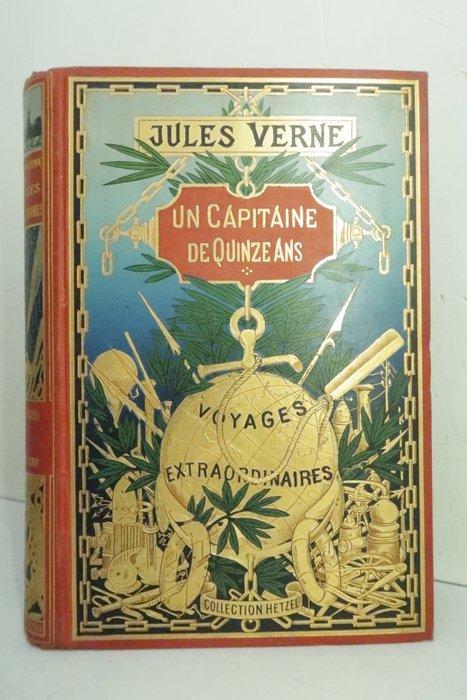 JULES VERNE
UN CAPITAINE
DE QUINZE ANS
VOYAGES
EXTRAORDINAIRES
COLLECTION HETZEL